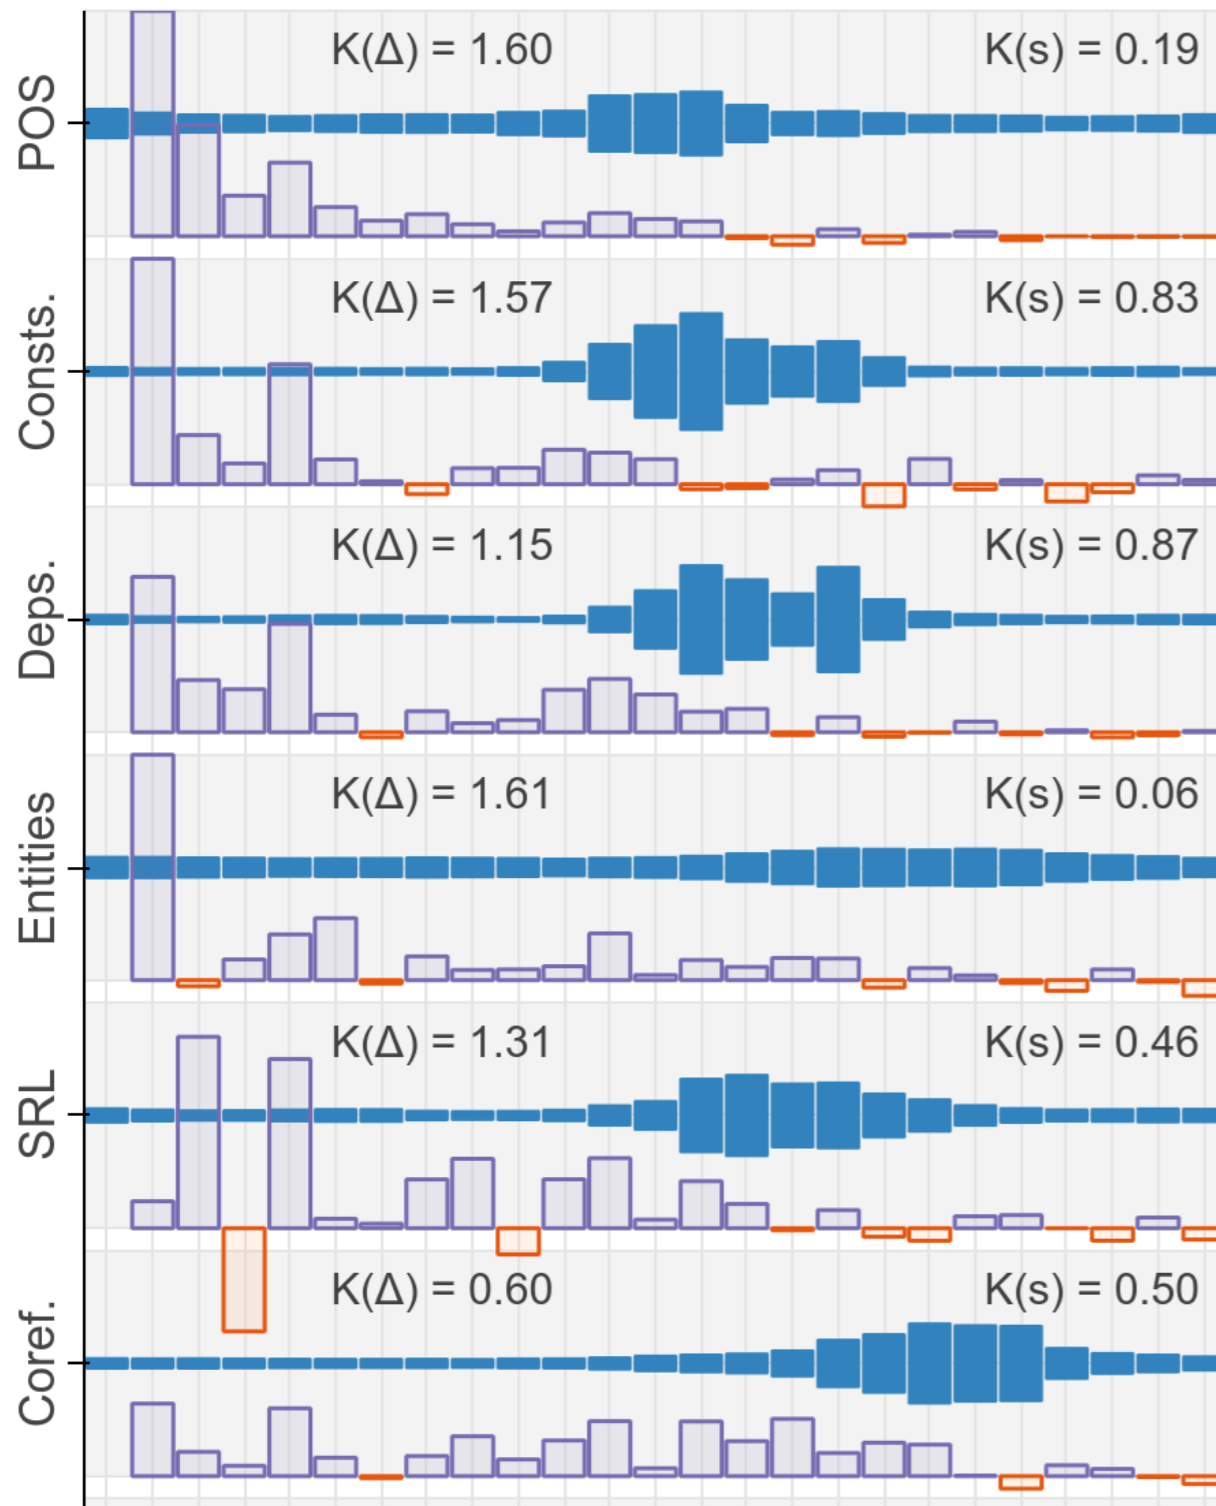 POS
K(Δ) = 1.60
K(s) = 0.19
Consts.
K(Δ) = 1.57
K(s) = 0.83
Deps.
K(Δ) = 1.15
K(s) = 0.87
Entities
K(Δ) = 1.61
K(s) = 0.06
SRL
K(Δ) = 1.31
K(s) = 0.46
Coref.
K(Δ) = 0.60
K(s) = 0.50